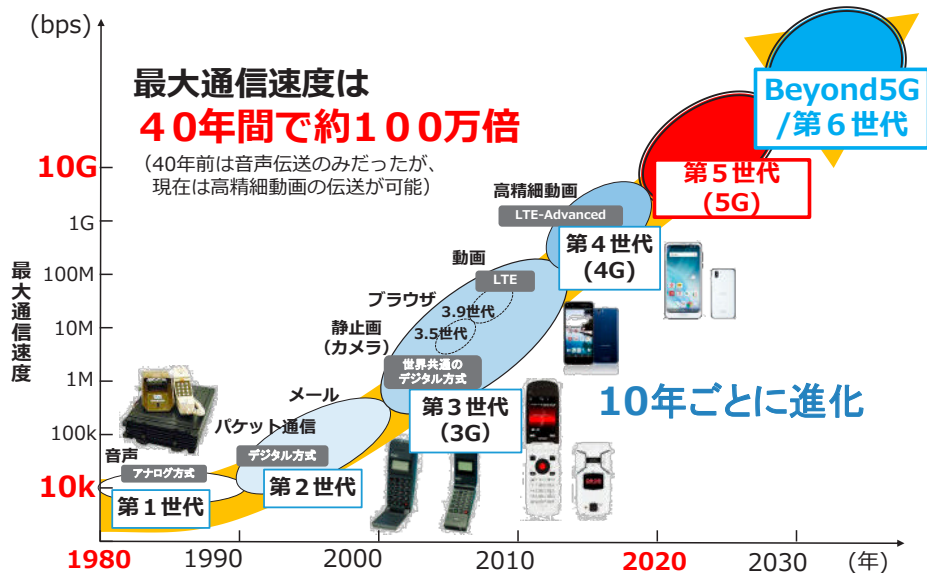 (bps)
最大通信速度は
４０年間で約１００万倍
（40年前は音声伝送のみだったが、
現在は高精細動画の伝送が可能）
Beyond5G
/第６世代
10G
1G
100M
10M
1M
100k
10k
最大通信速度
第５世代
(5G)
高精細動画
LTE-Advanced
第４世代
(4G)
動画
LTE
ブラウザ
3.9世代
3.5世代
静止画
（カメラ）
世界共通の
デジタル方式
第３世代
(3G)
10年ごとに進化
メール
パケット通信
デジタル方式
第２世代
音声
アナログ方式
第１世代
1980
1990
2000
2010
2020
2030
(年)